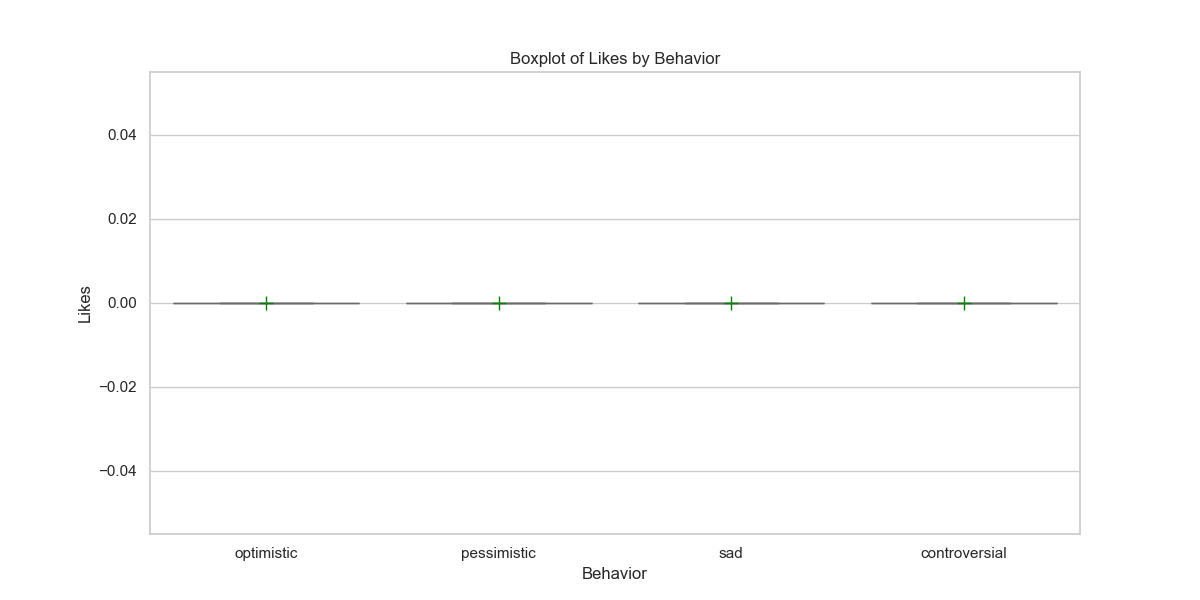 Boxplot of Likes by Behavior
0.04
0.02
0.00
−0.02
−0.04
Likes
optimistic
pessimistic
sad
controversial
Behavior